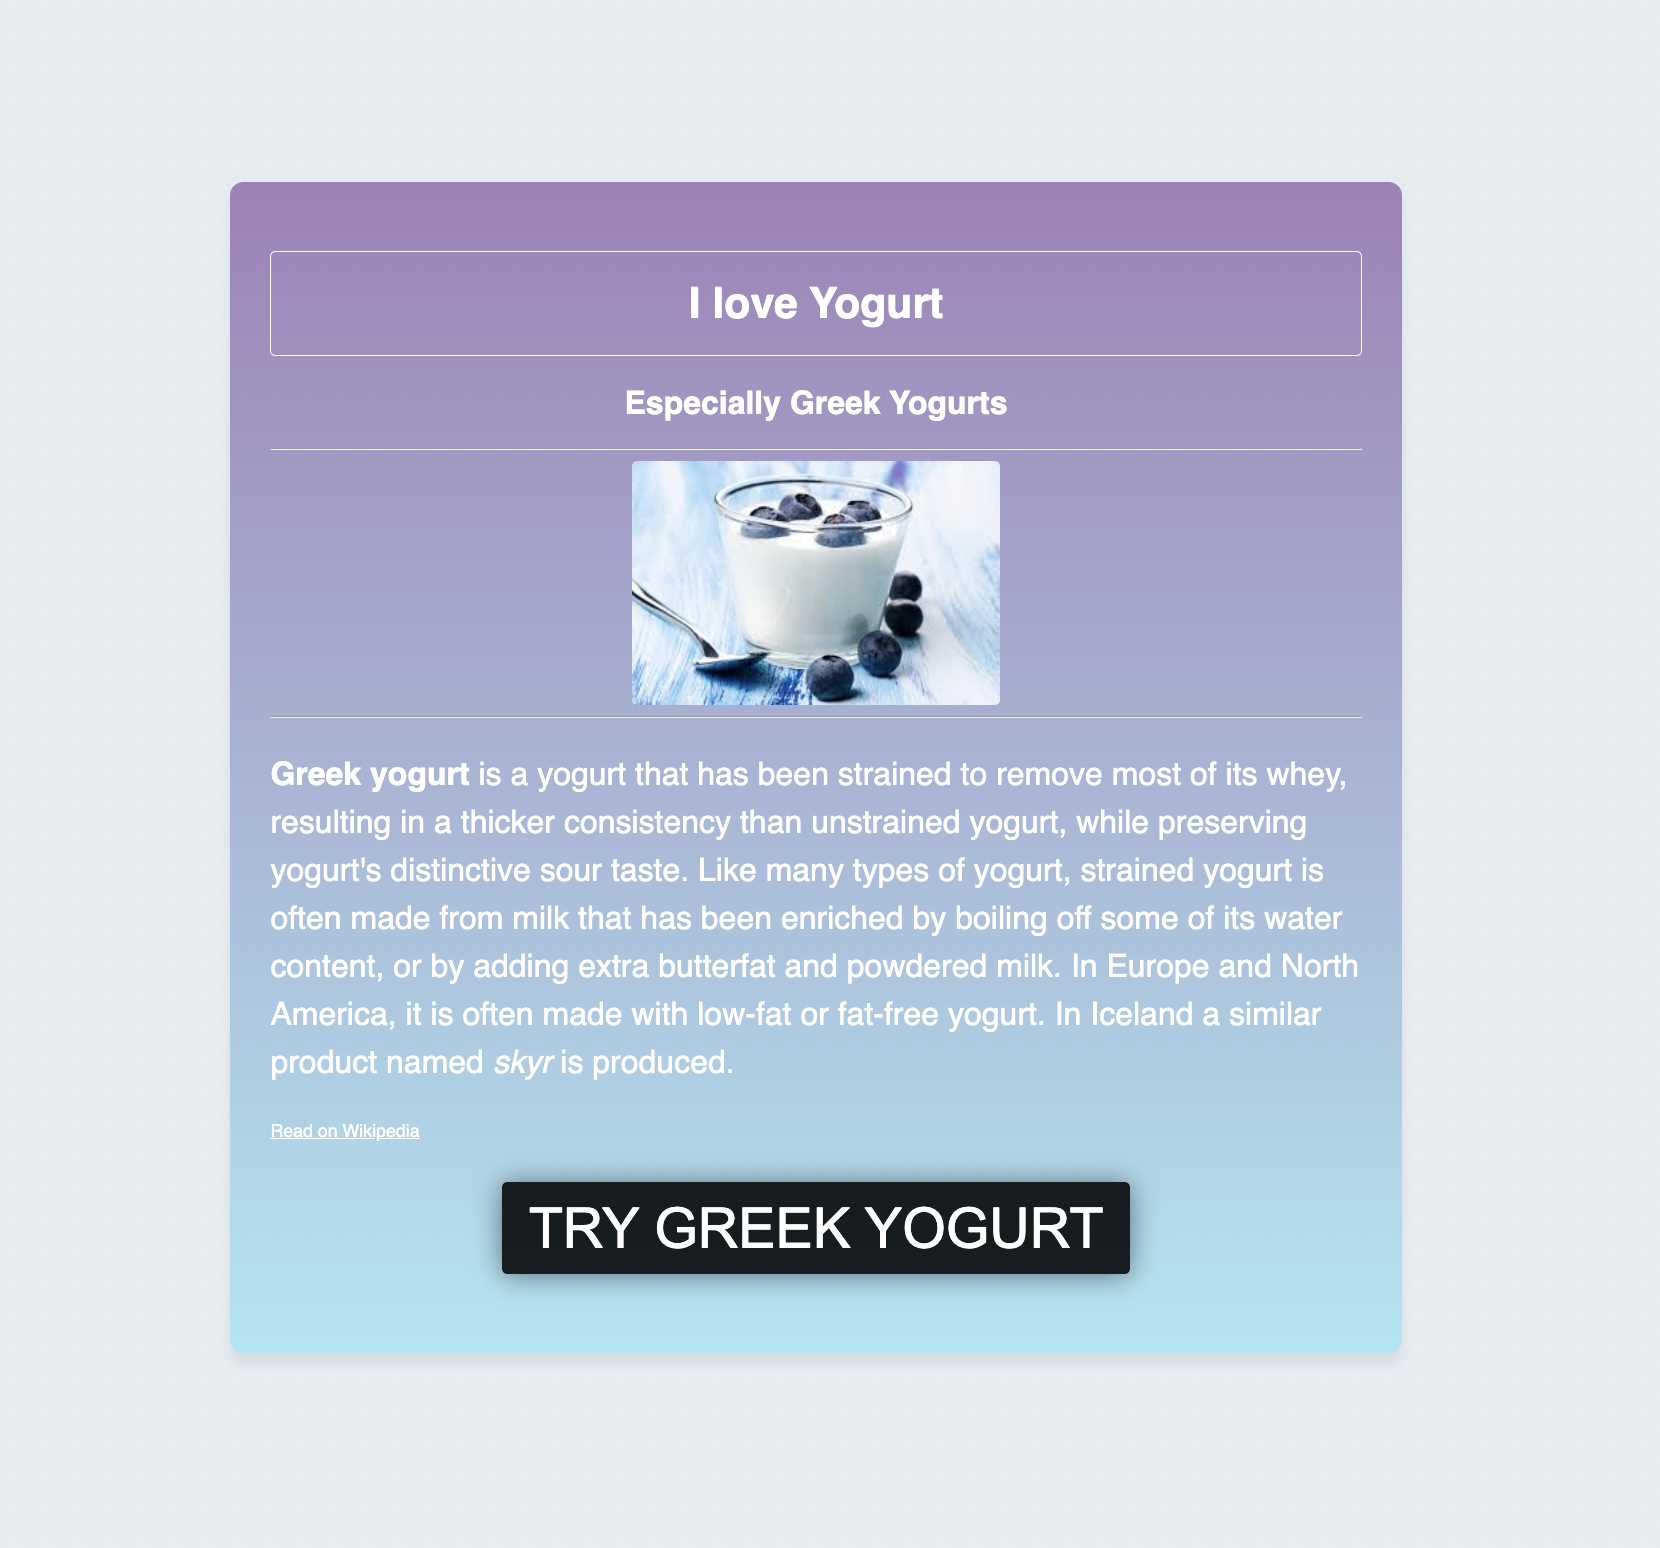 I love Yogurt
Especially Greek Yogurts
Greek yogurt is a yogurt that has been strained to remove most of its whey,
resulting in a thicker consistency than unstrained yogurt, while preserving
yogurt's distinctive sour taste. Like many types of yogurt, strained yogurt is
often made from milk that has been enriched by boiling off some of its water
content, or by adding extra butterfat and powdered milk. In Europe and North
America, it is often made with low-fat or fat-free yogurt. In Iceland a similar
product named skyr is produced.
Read on Wikipedia
TRY GREEK YOGURT